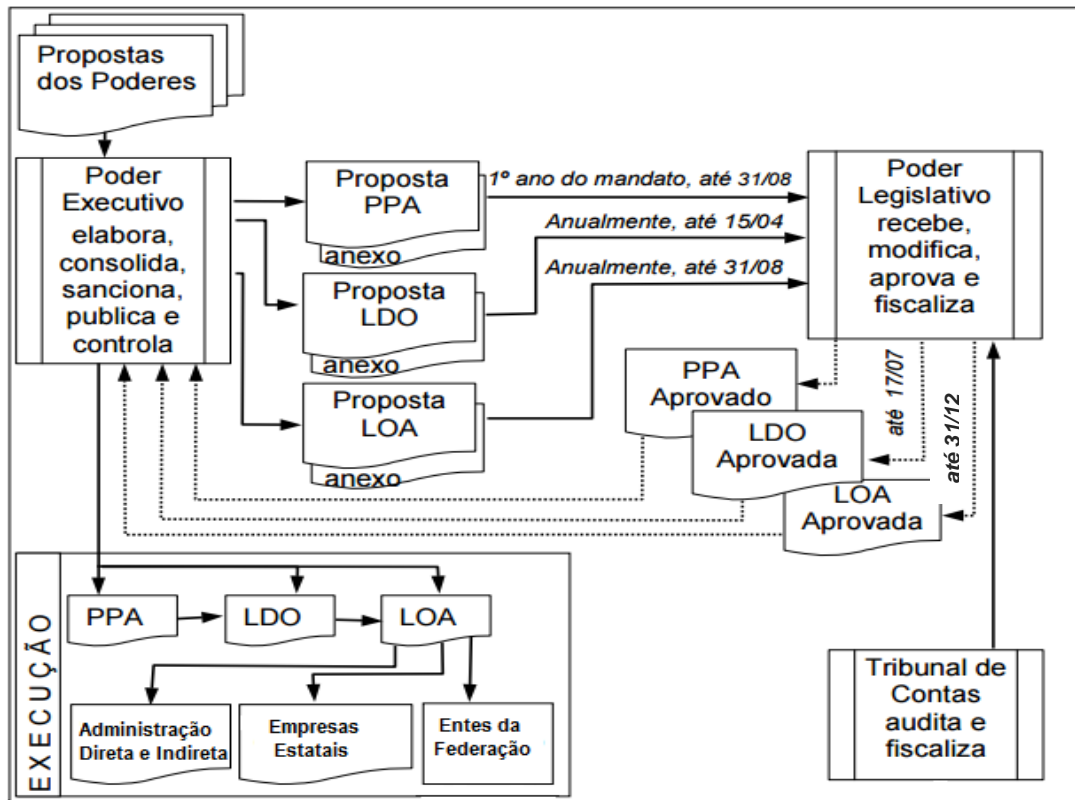 Propostas
dos Poderes
Poder
Executivo
elabora,
consolida,
sanciona,
publica e
controla
Proposta
PPA
anexo
Proposta
LDO
anexo
Proposta
LOA
anexo
1º ano do mandato, até 31/08
Anualmente, até 15/04
Anualmente, até 31/08
Poder
Legislativo
recebe,
modifica,
aprova e
fiscaliza
PPA
Aprovado
LDO
Aprovada
LOA
Aprovada
até 17/07
até 31/12
EXECUÇÃO
PPA
LDO
LOA
Administração
Direta e Indireta
Empresas
Estatais
Entes da
Federação
Tribunal de
Contas
audita e
fiscaliza